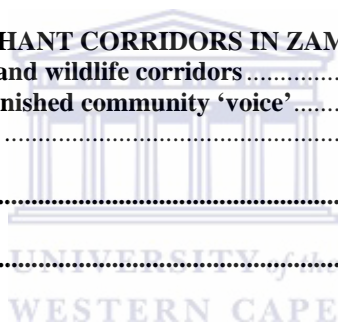 HANT CORRIDORS IN ZAM
and wildlife corridors ....................
nished community ‘voice’ ........
....................................................................
....................................................................
....................................................................
UNIVERSITY of the
WESTERN CAPE